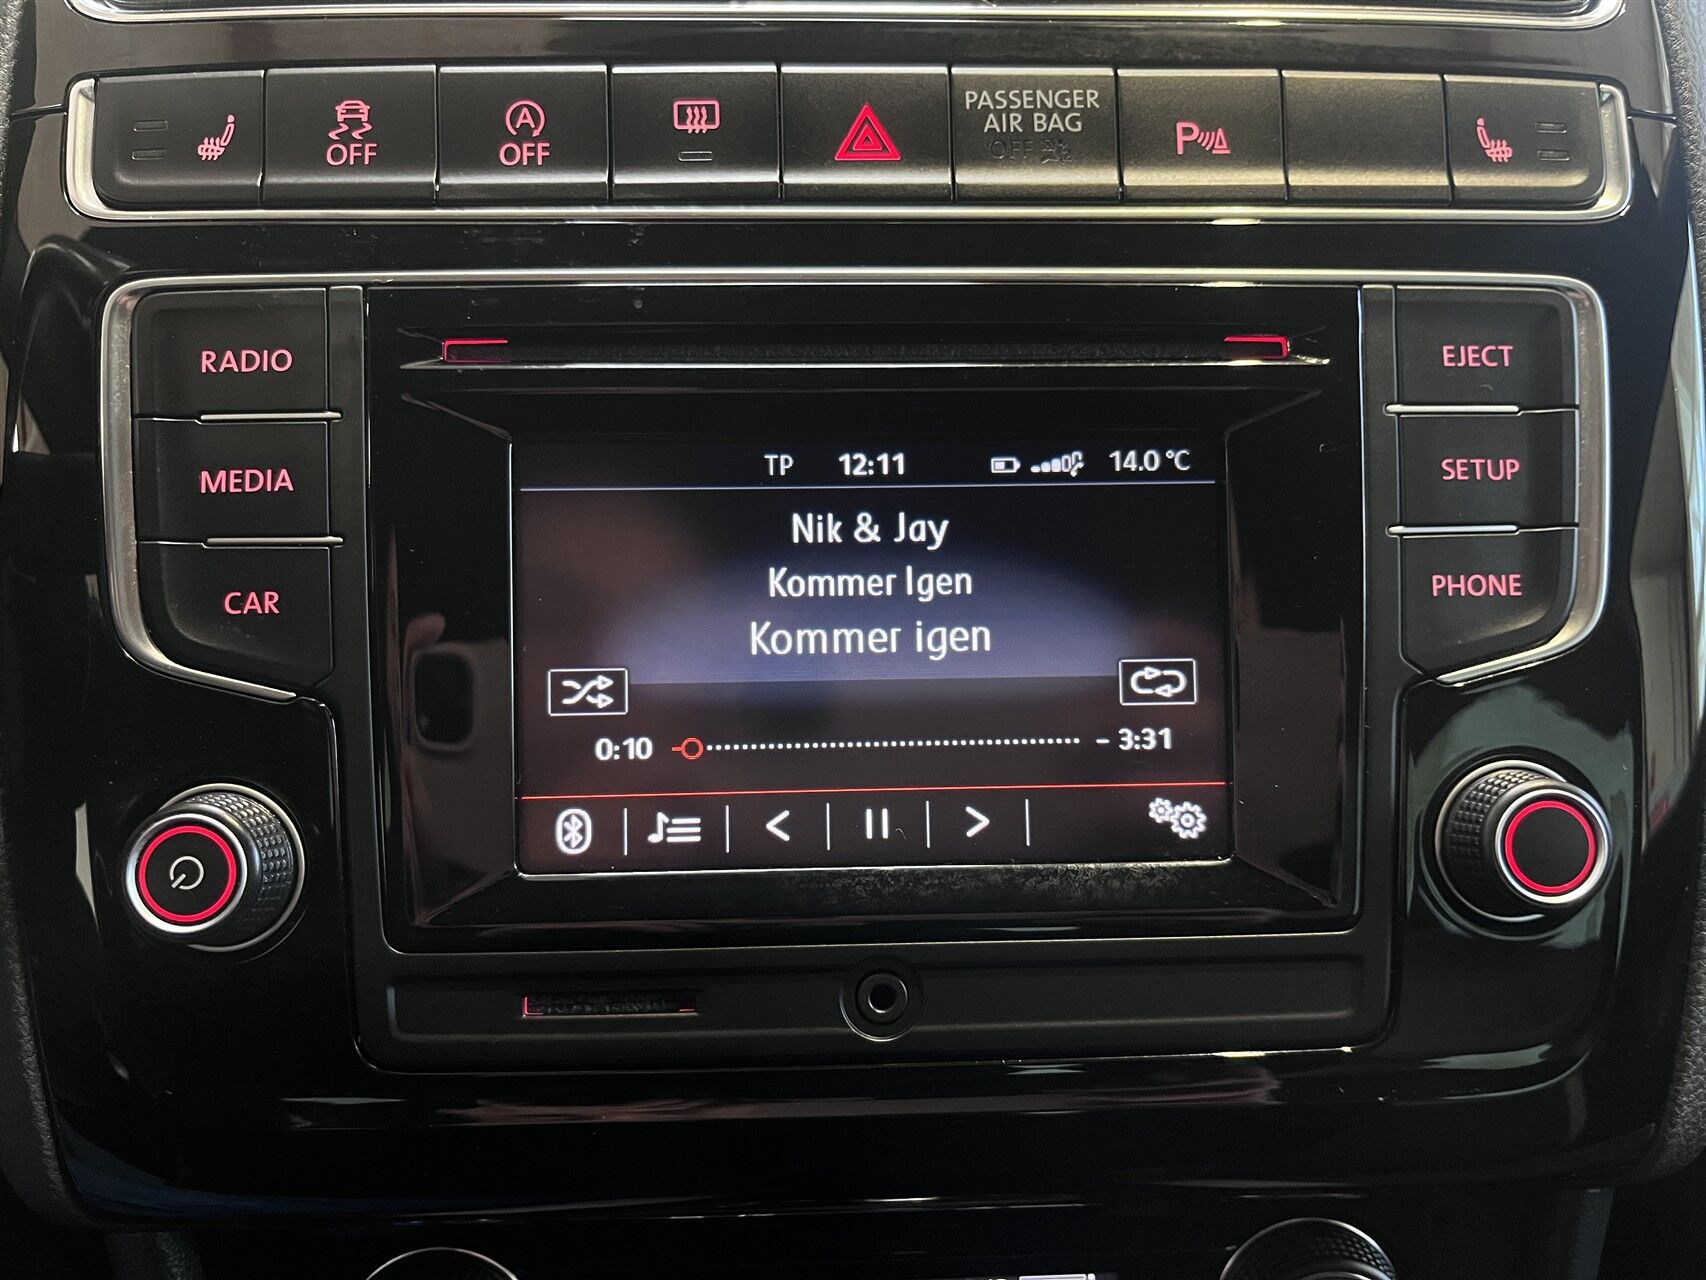 OFF
A
OFF
PASSENGER
AIR BAG
OFF
P
RADIO
MEDIA
CAR
EJECT
SETUP
PHONE
TP 12:11 14.0 °C
Nik & Jay
Kommer Igen
Kommer igen
0:10 - 3:31